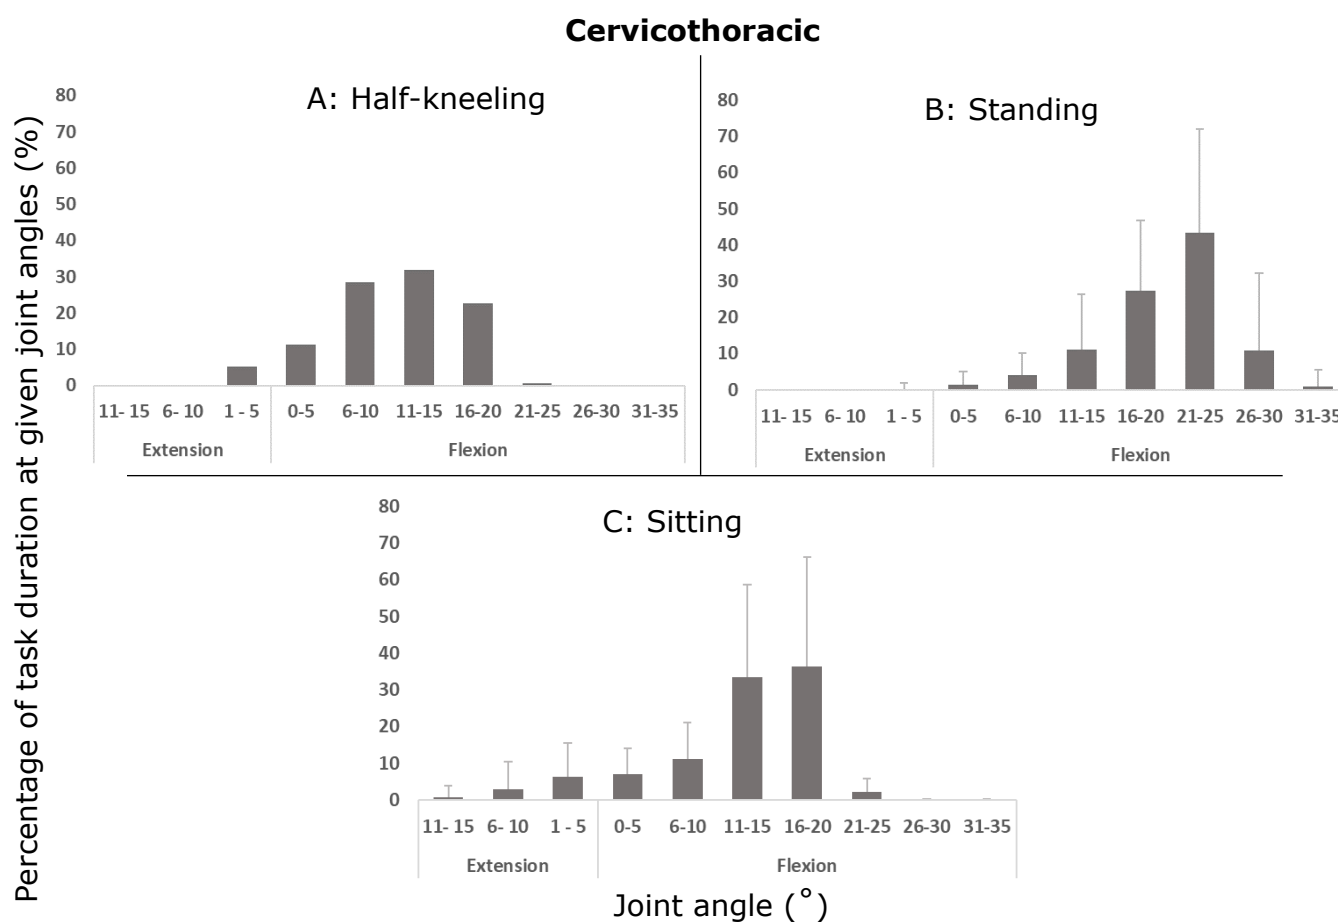 Cervicothoracic
Percentage of task duration at given joint angles (%)
A: Half-kneeling
80
70
60
50
40
30
20
10
0
11- 15 6- 10 1 - 5 0-5 6-10 11-15 16-20 21-25 26-30 31-35
Extension Flexion
B: Standing
80
70
60
50
40
30
20
10
0
11- 15 6- 10 1 - 5 0-5 6-10 11-15 16-20 21-25 26-30 31-35
Extension Flexion
C: Sitting
80
70
60
50
40
30
20
10
0
11- 15 6- 10 1 - 5 0-5 6-10 11-15 16-20 21-25 26-30 31-35
Extension Flexion
Joint angle (°)